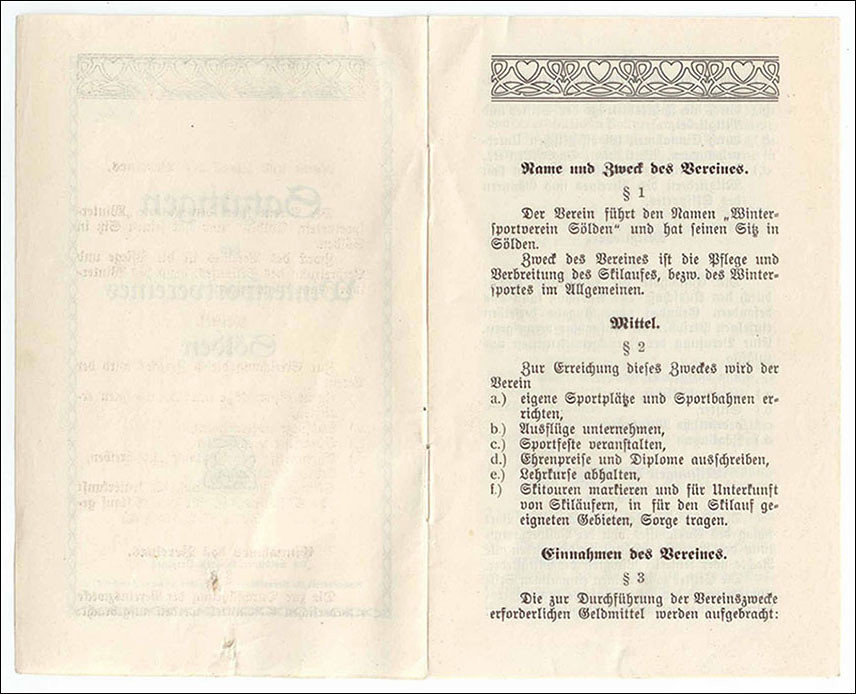 Name und Zweck des Vereines.
§ 1
Der Verein führt den Namen „Winter-
sportverein Sölden“ und hat seinen Sitz in
Sölden.
Zweck des Vereines ist die Pflege und
Verbreitung des Skilaufes, bezw. des Winter-
sportes im Allgemeinen.
Mittel.
§ 2
Zur Erreichung dieses Zweckes wird der
Verein
a.) eigene Sportplätze und Sportbahnen er-
richten,
b.) Ausflüge unternehmen,
c.) Sportfeste veranstalten,
d.) Ehrenpreise und Diplome ausschreiben,
e.) Lehrkurse abhalten,
f.) Skitouren markieren und für Unterkunft
von Skiläufern, in für den Skilauf ge-
eigneten Gebieten, Sorge tragen.
Einnahmen des Vereines.
§ 3
Die zur Durchführung der Vereinszwecke
erforderlichen Geldmittel werden aufgebracht: